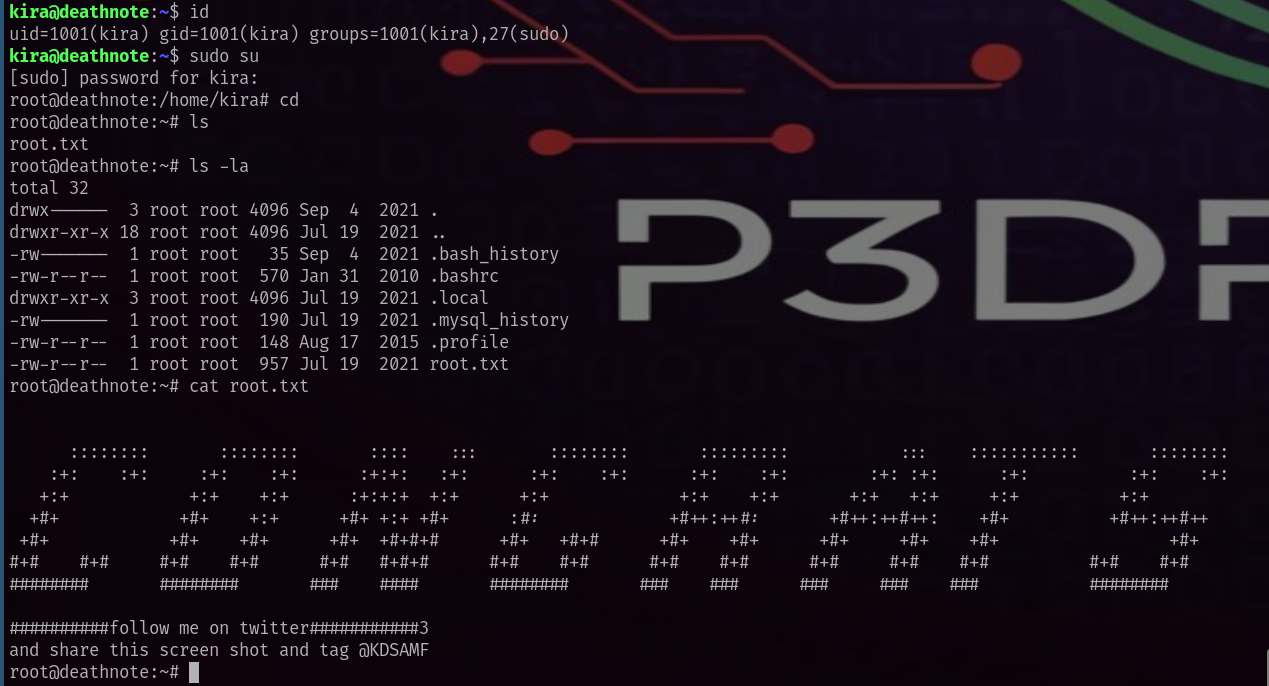 kira@deathnote:~$ id
uid=1001(kira) gid=1001(kira) groups=1001(kira),27(sudo)
kira@deathnote:~$ sudo su
[sudo] password for kira:
root@deathnote:/home/kira# cd
root@deathnote:~# ls
root.txt
root@deathnote:~# ls -la
total 32
drwx------  3 root root 4096 Sep  4  2021 .
drwxr-xr-x 18 root root 4096 Jul 19  2021 ..
-rw-------  1 root root   35 Sep  4  2021 .bash_history
-rw-r--r--  1 root root  570 Jan 31  2010 .bashrc
drwxr-xr-x  3 root root 4096 Jul 19  2021 .local
-rw-------  1 root root  190 Jul 19  2021 .mysql_history
-rw-r--r--  1 root root  148 Aug 17  2015 .profile
-rw-r--r--  1 root root  957 Jul 19  2021 root.txt
root@deathnote:~# cat root.txt
      ::::::::       ::::::::       ::::    :::       ::::::::       :::::::::           :::    :::::::::::       ::::::::
    :+:    :+:     :+:    :+:      :+:+:   :+:      :+:    :+:      :+:    :+:        :+: :+:      :+:          :+:    :+:
   +:+            +:+    +:+     :+:+:+  +:+      +:+             +:+    +:+       +:+   +:+     +:+          +:+
  +#+            +#+    +:+      +#+ +:+ +#+      :#:             +#++:++#:       +#++:++#++:    +#+          +#++:++#++
 +#+            +#+    +#+      +#+  +#+#+#      +#+   +#+#      +#+    +#+      +#+     +#+    +#+                 +#+
#+#    #+#     #+#    #+#      #+#   #+#+#      #+#    #+#      #+#    #+#      #+#     #+#    #+#          #+#    #+#
########       ########       ###    ####       ########       ###    ###      ###     ###    ###           ########
##########follow me on twitter###########3
and share this screen shot and tag @KDSAMF
root@deathnote:~#
P3D